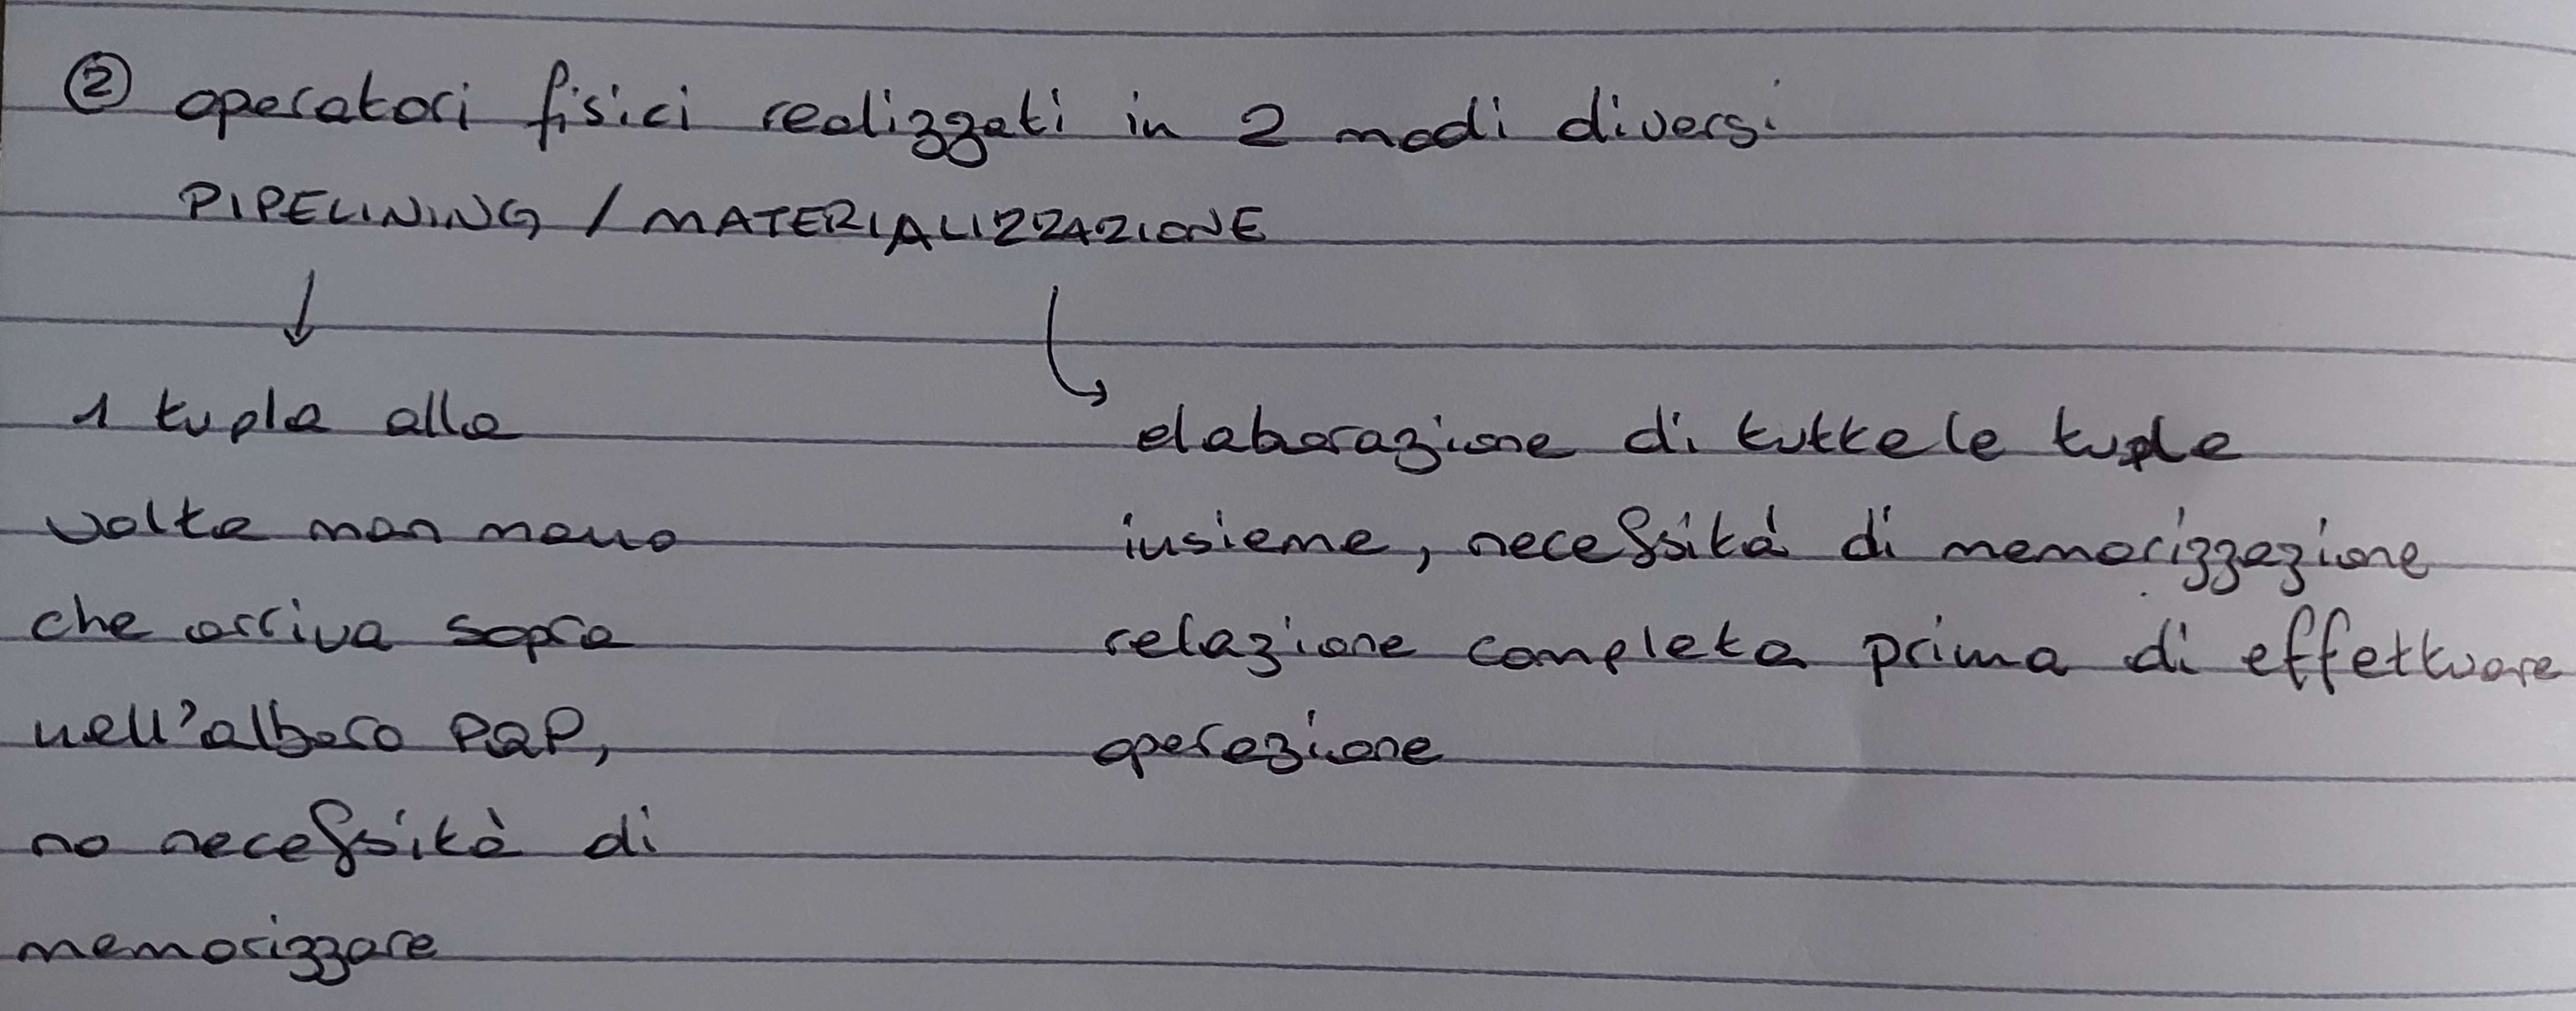 ② operatori fisici realizzati in 2 modi diversi
PIPELINING / MATERIALIZZAZIONE
↓
1 tupla alla
volta man mano
che arriva sopra
nell'albero PQP,
no necessità di
memorizzare
elaborazione di tutte le tuple
insieme, necessità di memorizzazione
relazione completa prima di effettuare
operazione